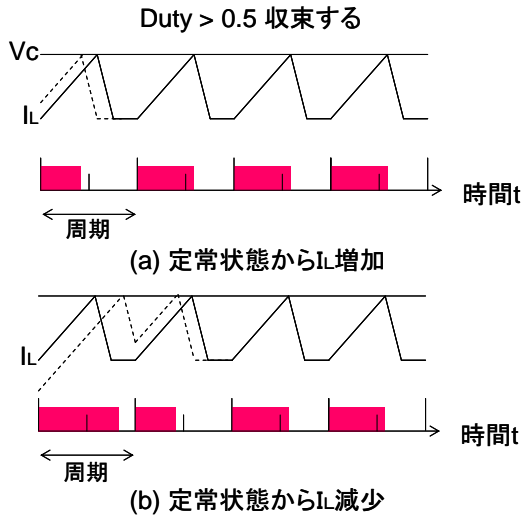 Duty > 0.5 収束する
Vc
IL
時間t
周期
(a) 定常状態からIL増加
IL
時間t
周期
(b) 定常状態からIL減少